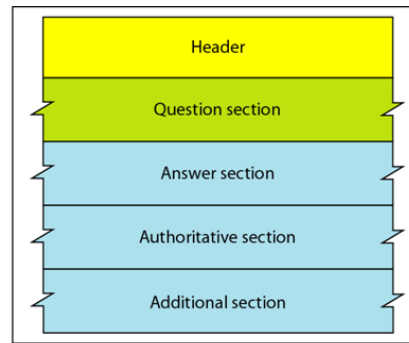 Header
Question section
Answer section
Authoritative section
Additional section